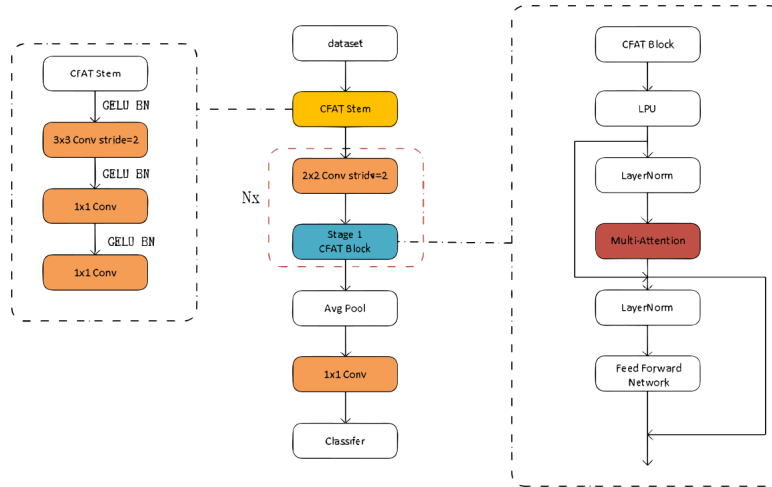 CFAT Stem
GELU BN
3x3 Conv stride=2
GELU BN
1x1 Conv
GELU BN
1x1 Conv
dataset
CFAT Stem
Nx
2x2 Conv stride=2
Stage 1
CFAT Block
Avg Pool
1x1 Conv
Classifer
CFAT Block
LPU
LayerNorm
Multi-Attention
LayerNorm
Feed Forward
Network